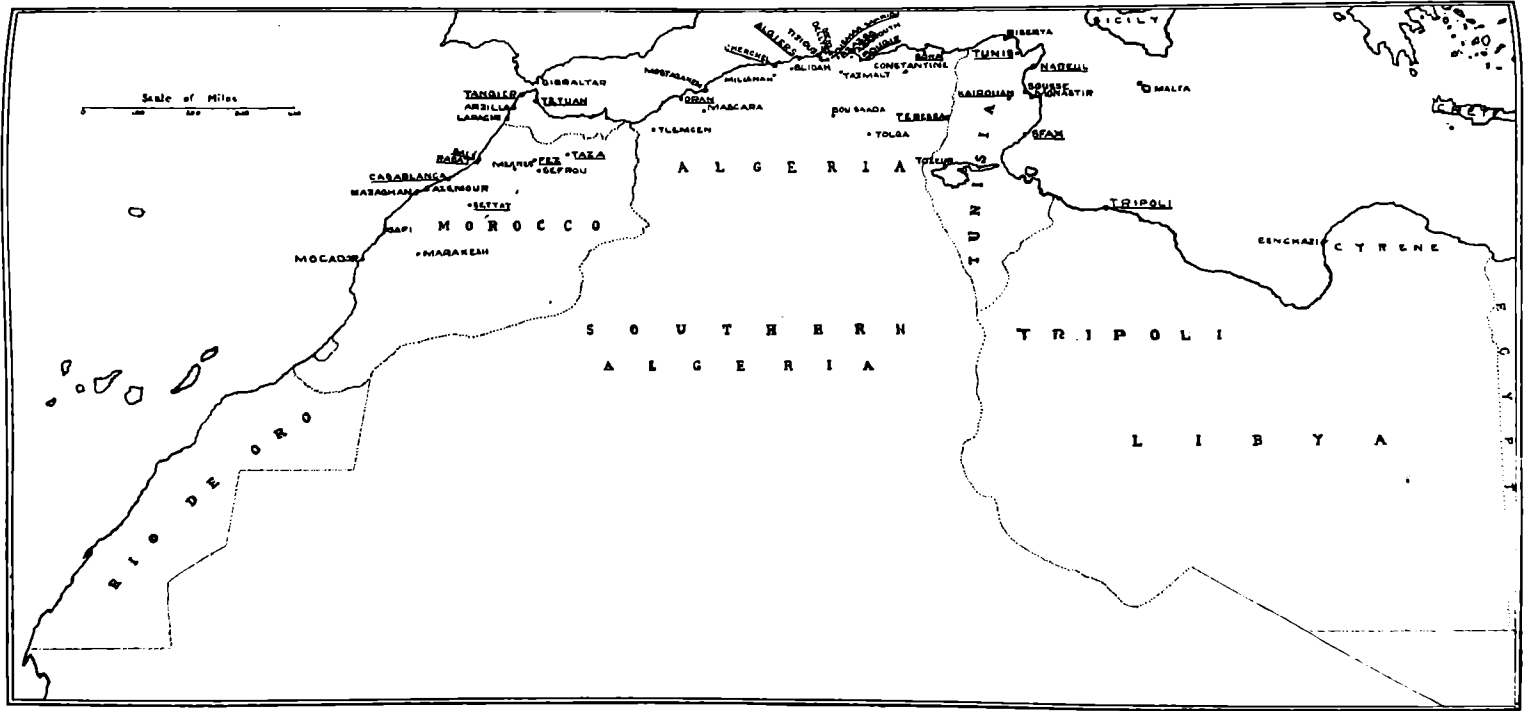 SICILY
ALGIERS
CHERCHEL
BOUGIE
BONA
TUNIS
BIZERTA
NABEUL
GIBRALTAR
MOSTAGANEM
MILIANAH
BLIDAH
TAZMALT
CONSTANTINE
MALTA
CRETE
Scale of Miles
TANGIER
TETUAN
ARZILLA
LARACHE
ORAN
MASCARA
BOU SAADA
KAIROUAN
SOUSSE
MONASTIR
TEBESSA
TLEMCEN
TOLGA
SFAX
RABAT
FEZ
TAZA
SEFROU
ALGERIA
TOZEUR
TUNISIA
CASABLANCA
MAZAGHAN
AZEMOUR
SETTAT
TRIPOLI
SAFI
MOROCCO
MOGADOR
MARAKESH
BENGHAZI
CYRENE
EGYPT
SOUTHERN
ALGERIA
TRIPOLI
LIBYA
RIO DE ORO